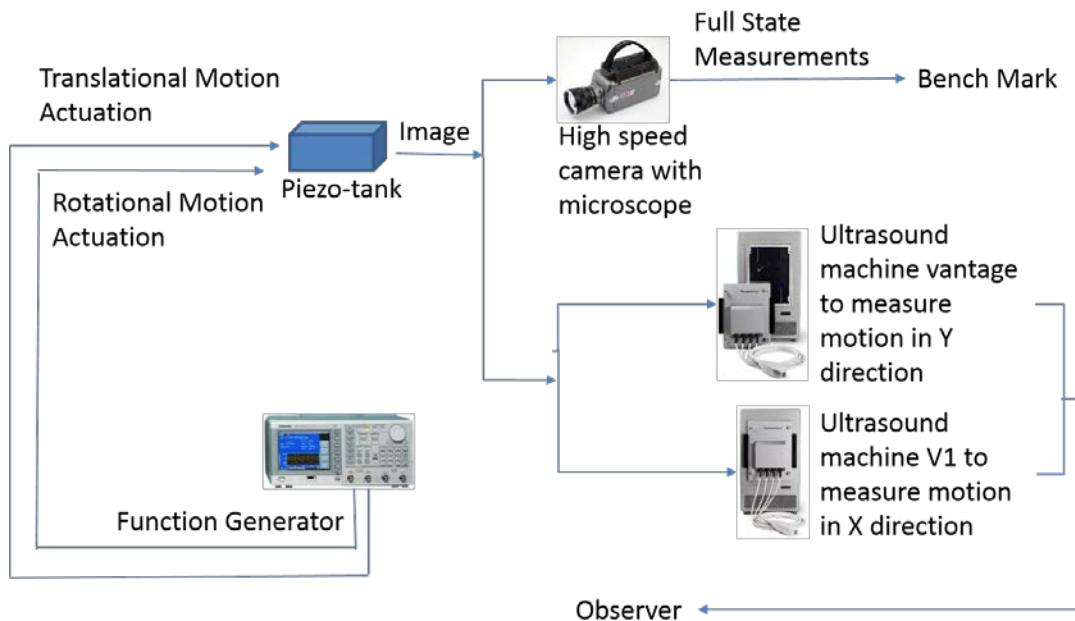 Translational Motion
Actuation
Rotational Motion
Actuation
Piezo-tank
Image
High speed
camera with
microscope
Full State
Measurements
Bench Mark
Ultrasound
machine vantage
to measure
motion in Y
direction
Ultrasound
machine V1 to
measure motion
in X direction
Function Generator
Observer